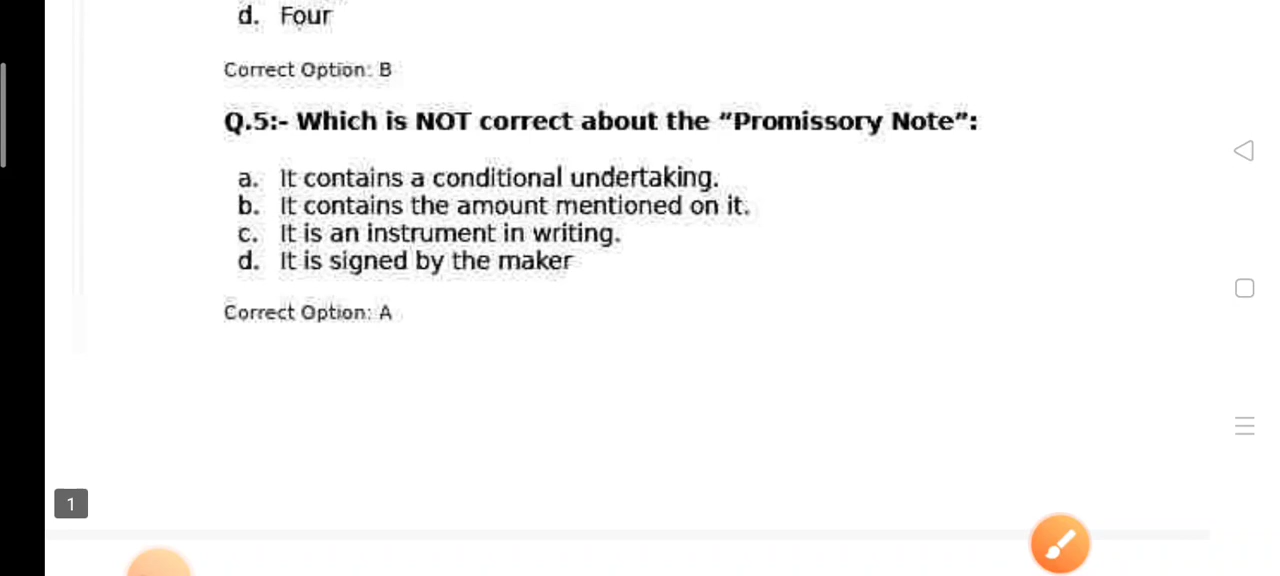 d. Four
Correct Option: B
Q.5:- Which is NOT correct about the “Promissory Note”:
a. It contains a conditional undertaking.
b. It contains the amount mentioned on it.
c. It is an instrument in writing.
d. It is signed by the maker
Correct Option: A
1